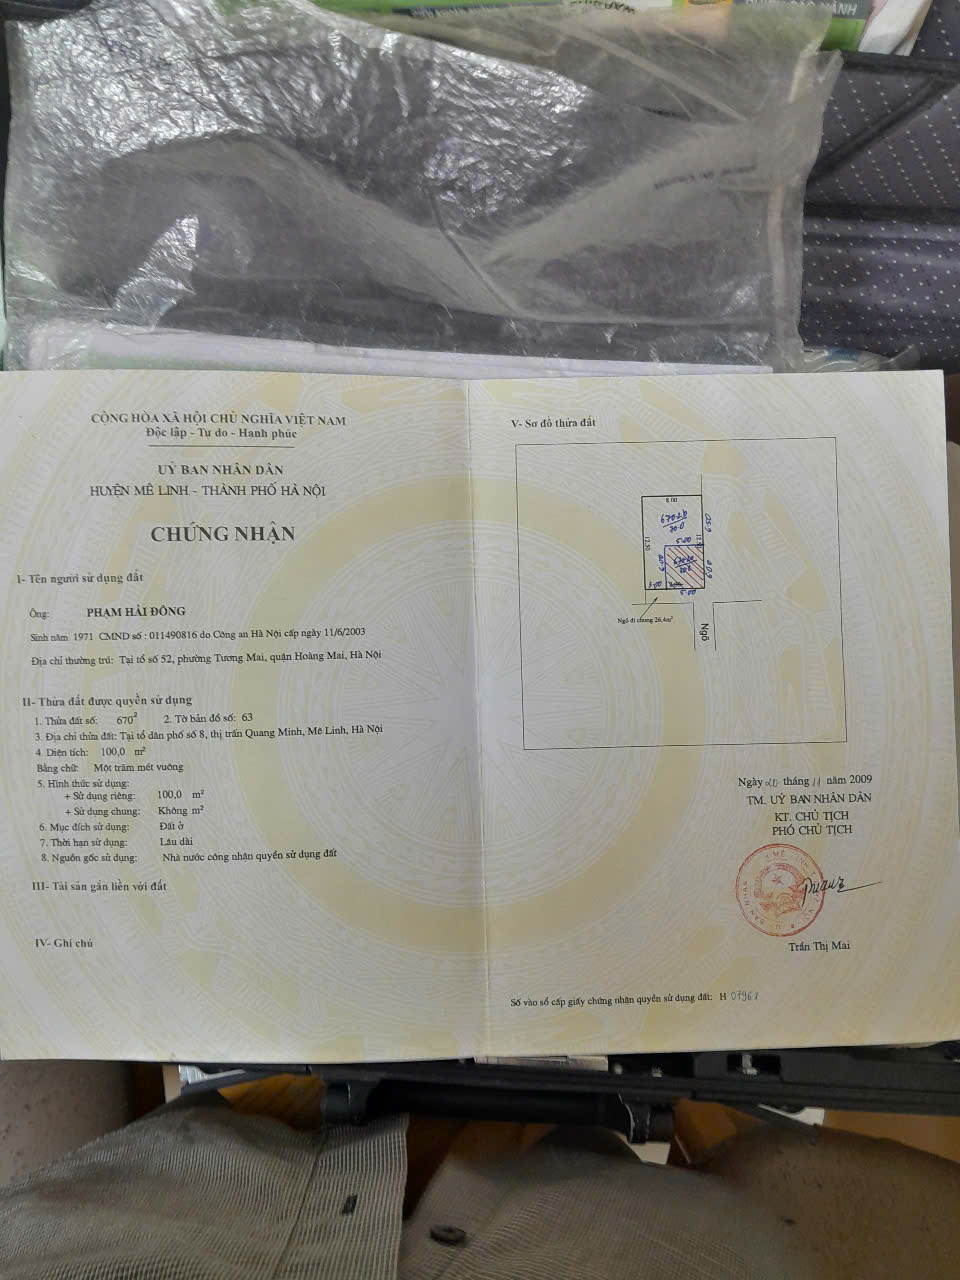 CỘNG HÒA XÃ HỘI CHỦ NGHĨA VIỆT NAM
Độc lập - Tự do - Hạnh phúc
UỶ BAN NHÂN DÂN
HUYỆN MÊ LINH - THÀNH PHỐ HÀ NỘI
CHỨNG NHẬN
I- Tên người sử dụng đất
Ông: PHẠM HẢI ĐÔNG
Sinh năm 1971 CMND số : 011490816 do Công an Hà Nội cấp ngày 11/6/2003
Địa chỉ thường trú: Tại tổ số 52, phường Tương Mai, quận Hoàng Mai, Hà Nội
II- Thửa đất được quyền sử dụng
1. Thửa đất số: 670² 2. Tờ bản đồ số: 63
3. Địa chỉ thửa đất: Tại tổ dân phố số 8, thị trấn Quang Minh, Mê Linh, Hà Nội
4. Diện tích: 100,0 m²
Bằng chữ: Một trăm mét vuông
5. Hình thức sử dụng:
+ Sử dụng riêng: 100,0 m²
+ Sử dụng chung: Không m²
6. Mục đích sử dụng: Đất ở
7. Thời hạn sử dụng: Lâu dài
8. Nguồn gốc sử dụng: Nhà nước công nhận quyền sử dụng đất
III- Tài sản gắn liền với đất
IV- Ghi chú
V- Sơ đồ thửa đất
8.00
12.50
Ngõ đi chung 26.4m²
Ngõ
Ngày 20 tháng 11 năm 2009
TM. UỶ BAN NHÂN DÂN
KT. CHỦ TỊCH
PHÓ CHỦ TỊCH
Trần Thị Mai
Số vào sổ cấp giấy chứng nhận quyền sử dụng đất: H 07961